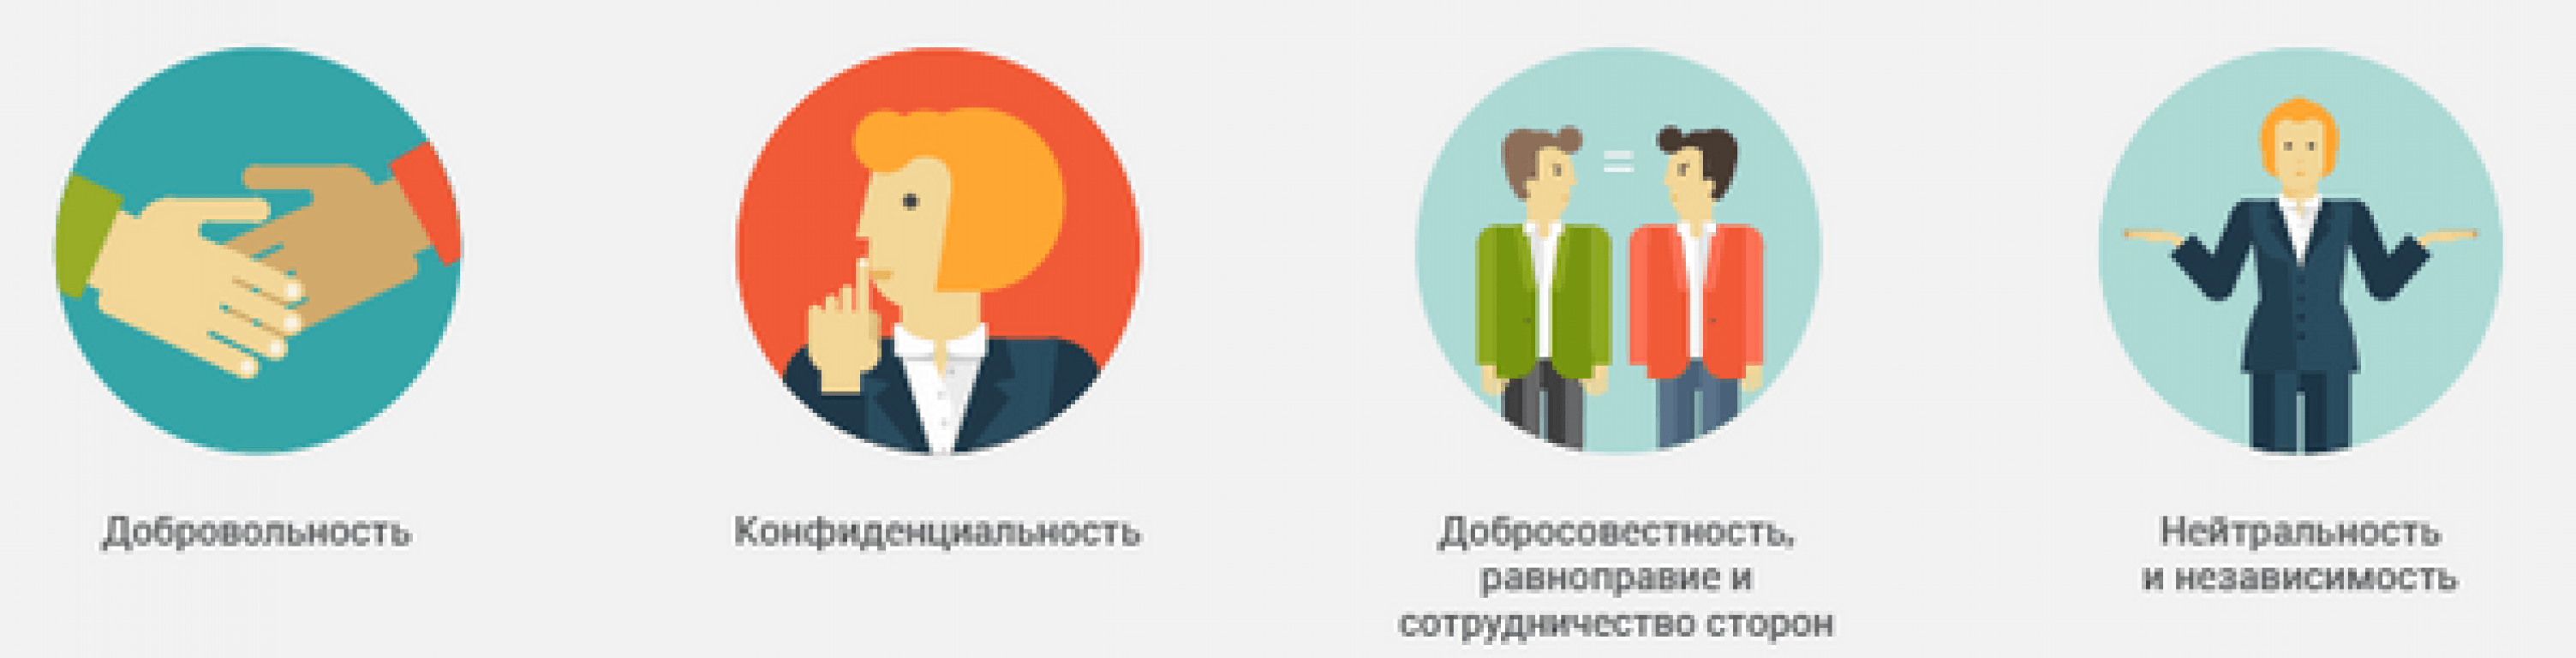 Добровольность
Конфиденциальность
Добросовестность,
равноправие и
сотрудничество сторон
Нейтральность
и независимость